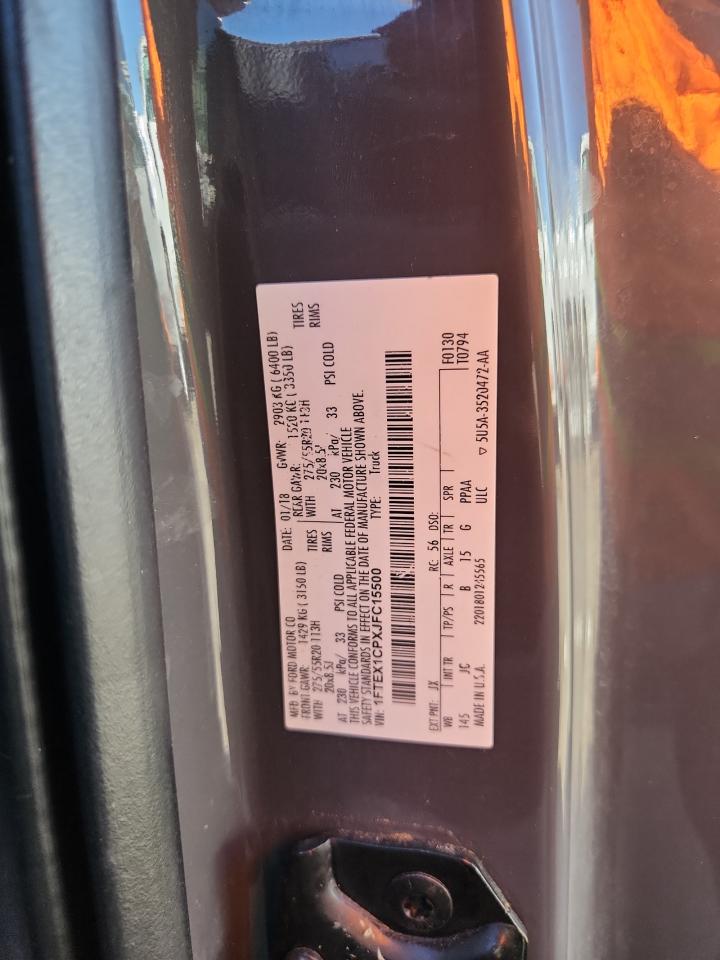 MFD BY FORD MOTOR CO DATE: 01/18 GVWR: 2903 KG ( 6400 LB)
FRONT GAWR: 1429 KG ( 3150 LB) REAR GAWR: 1520 KG ( 3350 LB)
WITH 275/55R20 113H TIRES WITH 275/55R20 113H TIRES
20x8.5J RIMS 20x8.5J RIMS
AT 230 kPa/ 33 PSI COLD AT 230 kPa/ 33 PSI COLD
THIS VEHICLE CONFORMS TO ALL APPLICABLE FEDERAL MOTOR VEHICLE
SAFETY STANDARDS IN EFFECT ON THE DATE OF MANUFACTURE SHOWN ABOVE.
VIN: 1FTEX1CPXJFC15500 TYPE: Truck
EXT PNT: JX RC: 56 DSO: F0130
WB INT TR TP/PS R AXLE TR SPR T0794
145 JC B 15 G PPAA
MADE IN U.S.A. ULC ▽ 5U5A-3520472-AA